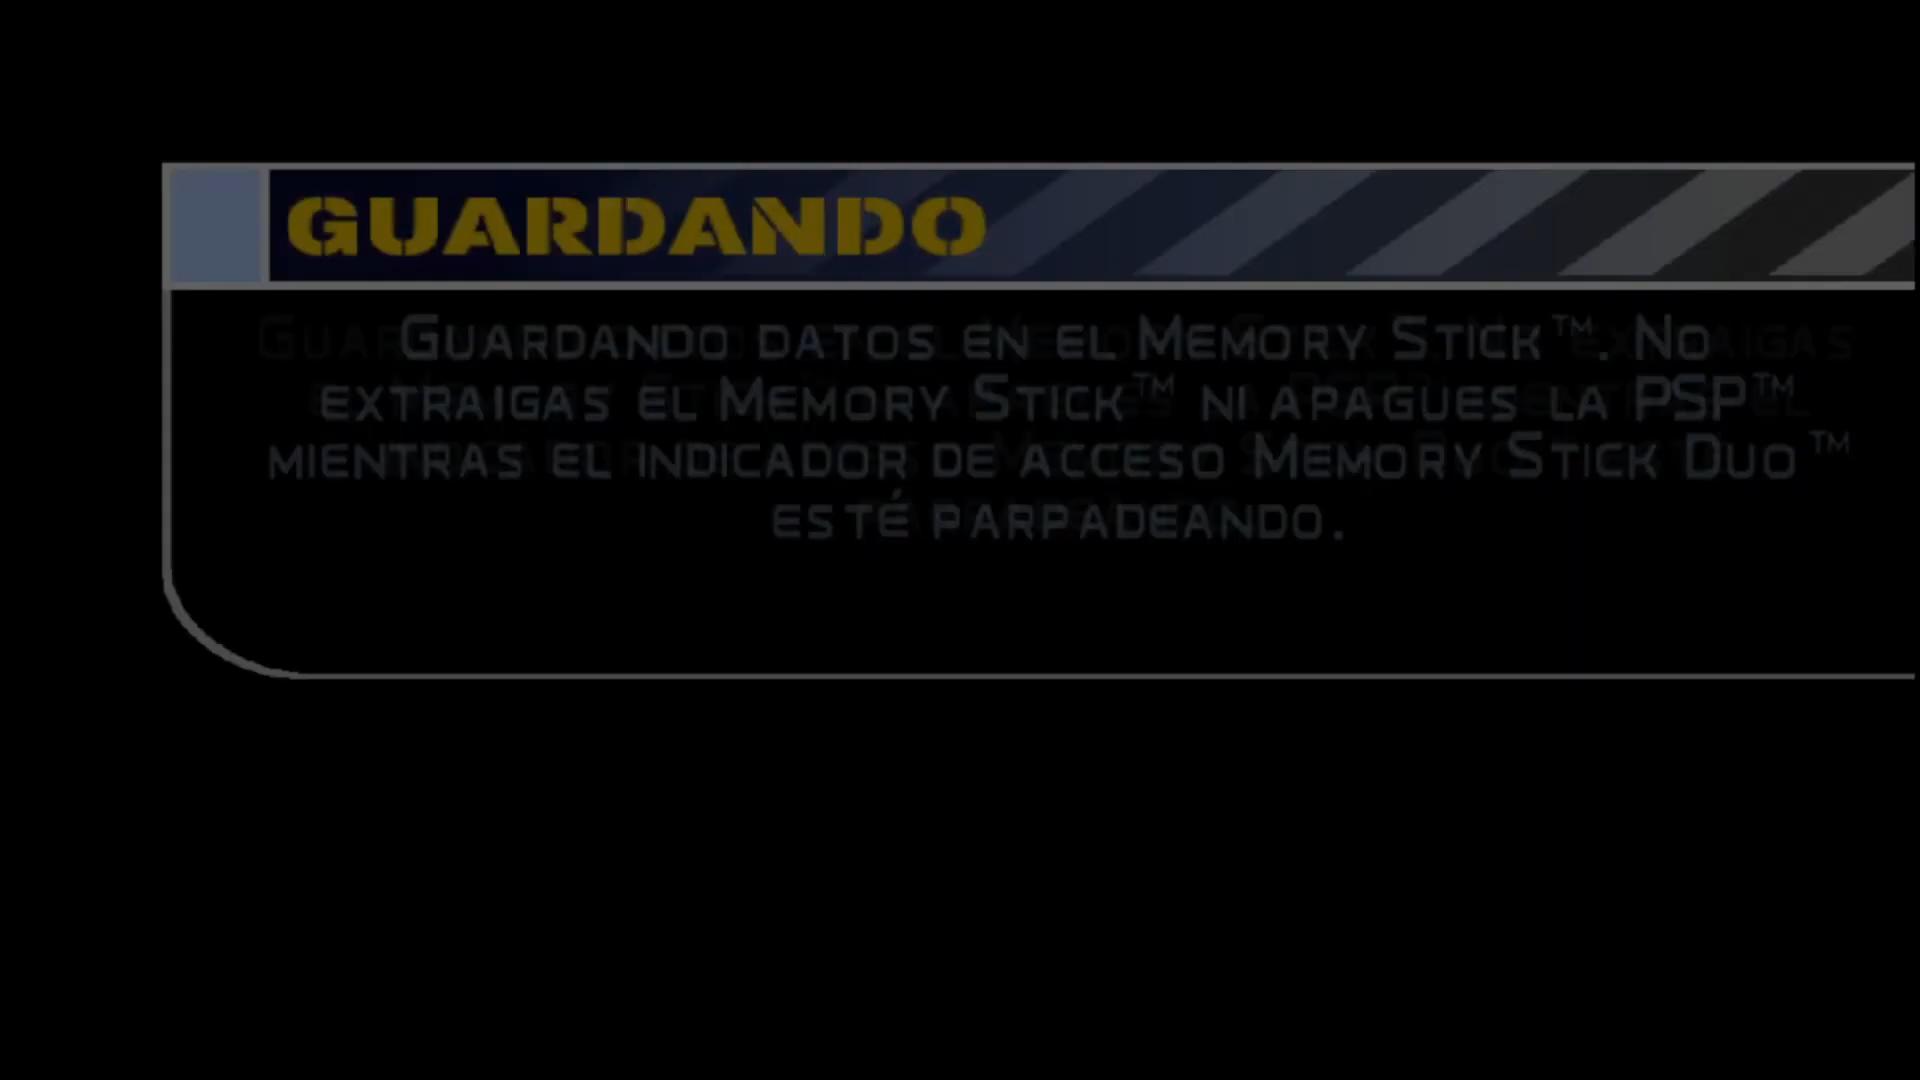 GUARDANDO
GUARDANDO DATOS EN EL MEMORY STICK™. NO
EXTRAIGAS EL MEMORY STICK™ NI APAGUES LA PSP™
MIENTRAS EL INDICADOR DE ACCESO MEMORY STICK DUO™
ESTÉ PARPADEANDO.